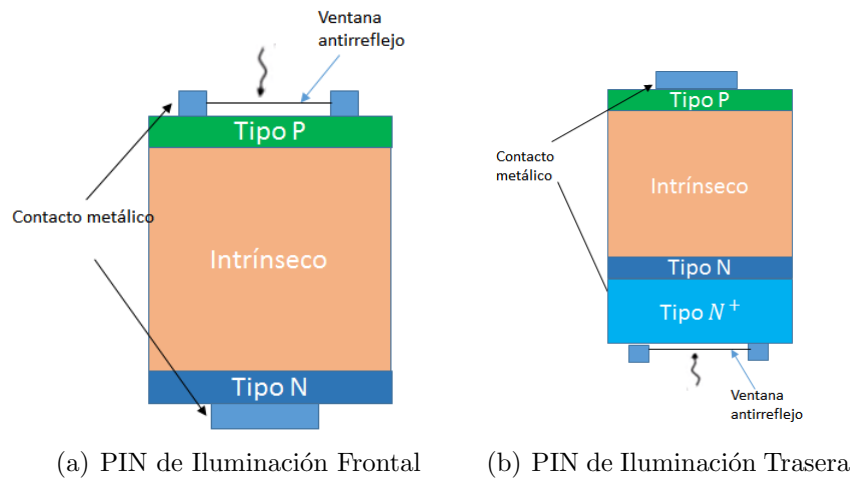 Ventana
antirreflejo
Tipo P
Contacto metálico
Intrínseco
Tipo N
(a) PIN de Iluminación Frontal
Tipo P
Contacto
metálico
Intrínseco
Tipo N
Tipo N⁺
Ventana
antirreflejo
(b) PIN de Iluminación Trasera